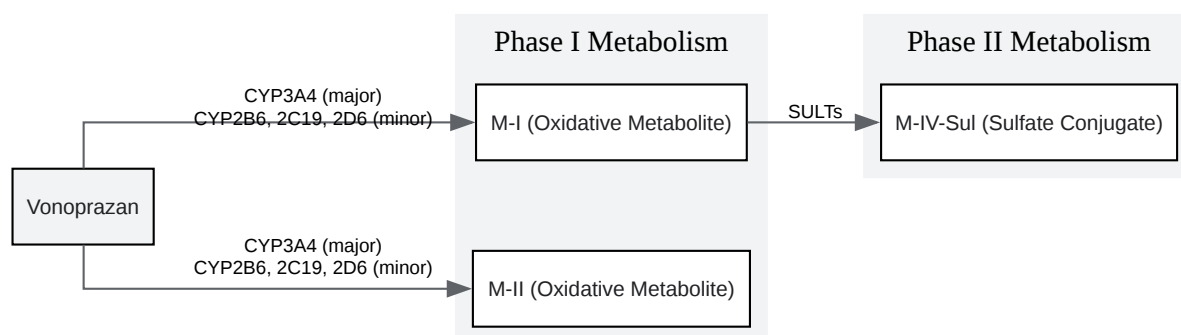 Phase I Metabolism
Phase II Metabolism
CYP3A4 (major)
CYP2B6, 2C19, 2D6 (minor)
M-I (Oxidative Metabolite)
SULTs
M-IV-Sul (Sulfate Conjugate)
Vonoprazan
CYP3A4 (major)
CYP2B6, 2C19, 2D6 (minor)
M-II (Oxidative Metabolite)